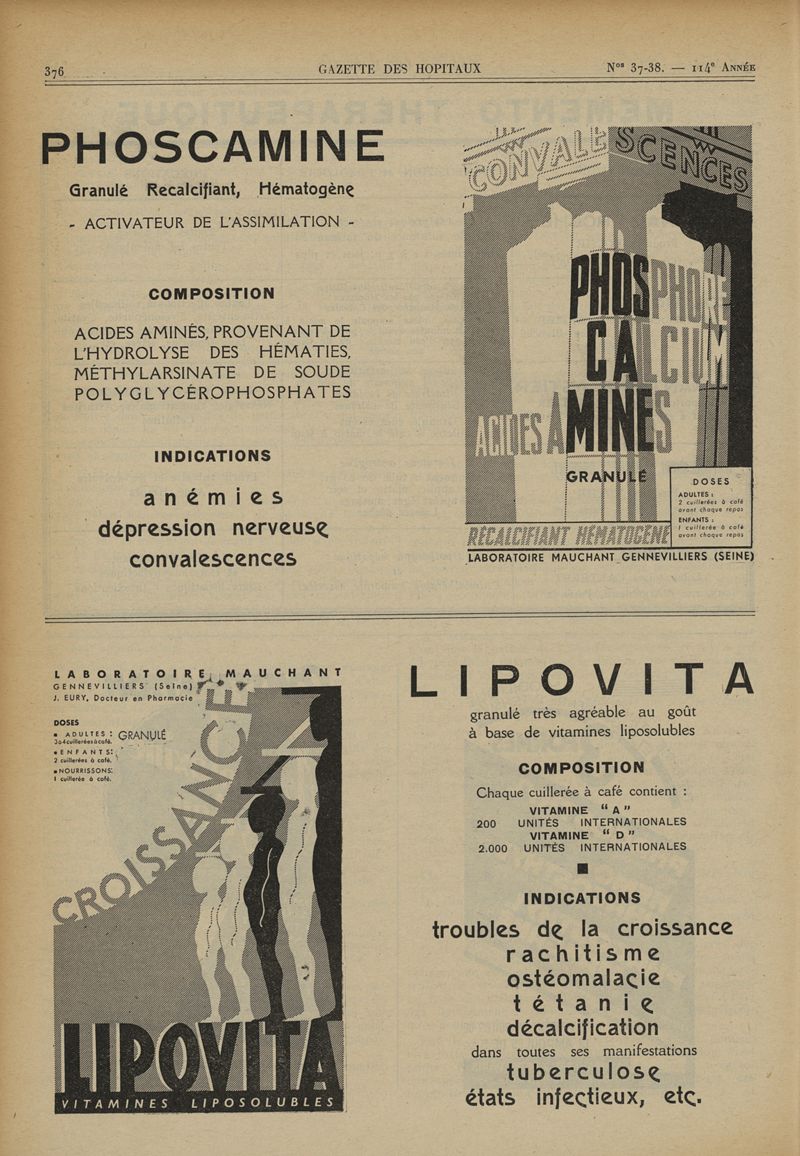 376
GAZETTE DES HOPITAUX
Nos 37-38. — 114e ANNÉE
PHOSCAMINE
Granulé Recalcifiant, Hématogène
- ACTIVATEUR DE L'ASSIMILATION -
COMPOSITION
ACIDES AMINÉS, PROVENANT DE
L'HYDROLYSE DES HÉMATIES,
MÉTHYLARSINATE DE SOUDE
POLYGLYCÉROPHOSPHATES
INDICATIONS
anémies
dépression nerveuse
convalescences
CONVALESCENCES
PHOSPHORE
CALCIUM
ACIDES AMINES
GRANULÉ
DOSES
ADULTES :
2 cuillerées à café
avant chaque repas
ENFANTS :
1 cuillerée à café
avant chaque repas
RECALCIFIANT HÉMATOGÈNE
LABORATOIRE MAUCHANT GENNEVILLIERS (SEINE)
LABORATOIRE MAUCHANT
GENNEVILLIERS (Seine)
J. EURY, Docteur en Pharmacie
DOSES
ADULTES :
3 à 4 cuillerées à café.
GRANULÉ
ENFANTS :
2 cuillerées à café.
NOURRISSONS :
1 cuillerée à café.
CROISSANCE
LIPOVITA
VITAMINES LIPOSOLUBLES
LIPOVITA
granulé très agréable au goût
à base de vitamines liposolubles
COMPOSITION
Chaque cuillerée à café contient :
VITAMINE “ A ”
200 UNITÉS INTERNATIONALES
VITAMINE “ D ”
2.000 UNITÉS INTERNATIONALES
INDICATIONS
troubles de la croissance
rachitisme
ostéomalacie
tétanie
décalcification
dans toutes ses manifestations
tuberculose
états infectieux, etc.